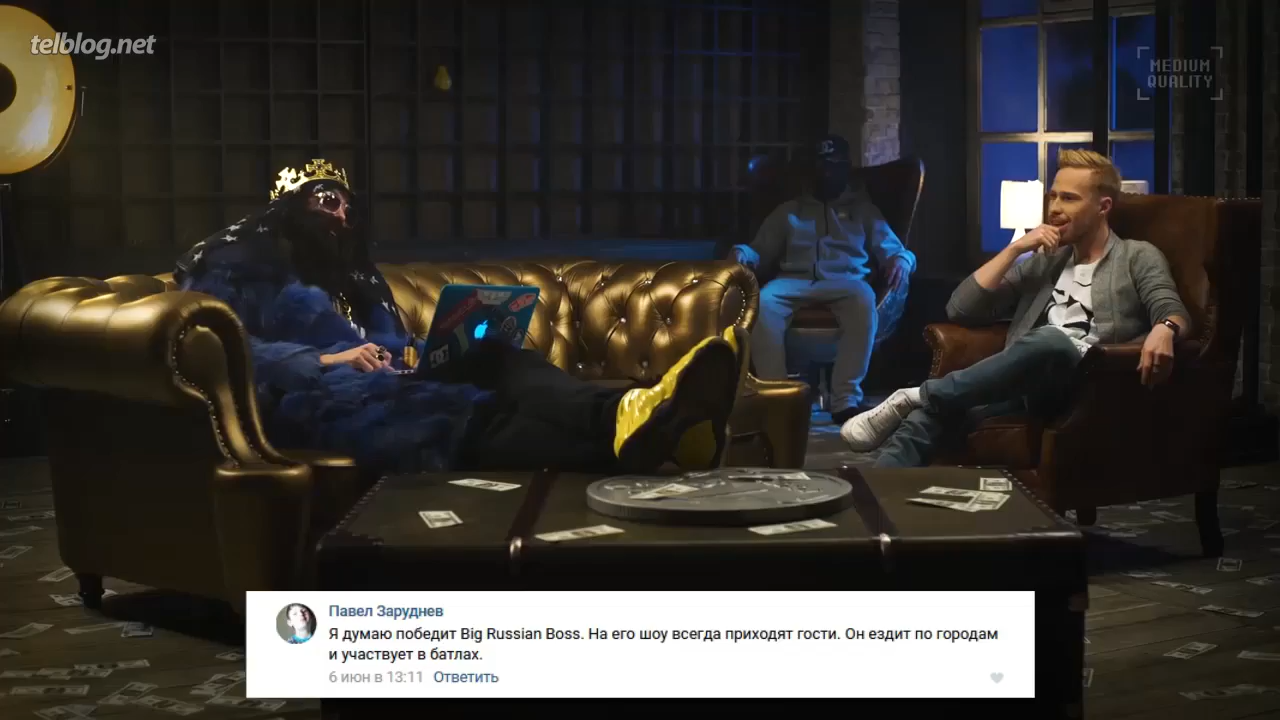 telblog.net
MEDIUM
QUALITY
Павел Заруднев
Я думаю победит Big Russian Boss. На его шоу всегда приходят гости. Он ездит по городам
и участвует в батлах.
6 июн в 13:11 Ответить